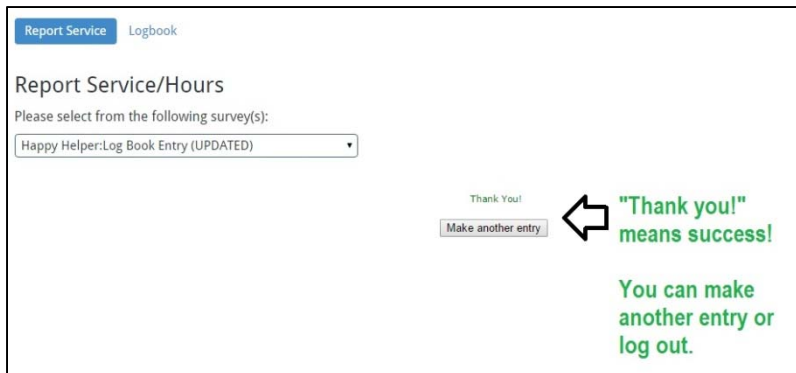 Report Service Logbook
Report Service/Hours
Please select from the following survey(s):
Happy Helper:Log Book Entry (UPDATED)
Thank You!
Make another entry
"Thank you!"
means success!
You can make
another entry or
log out.